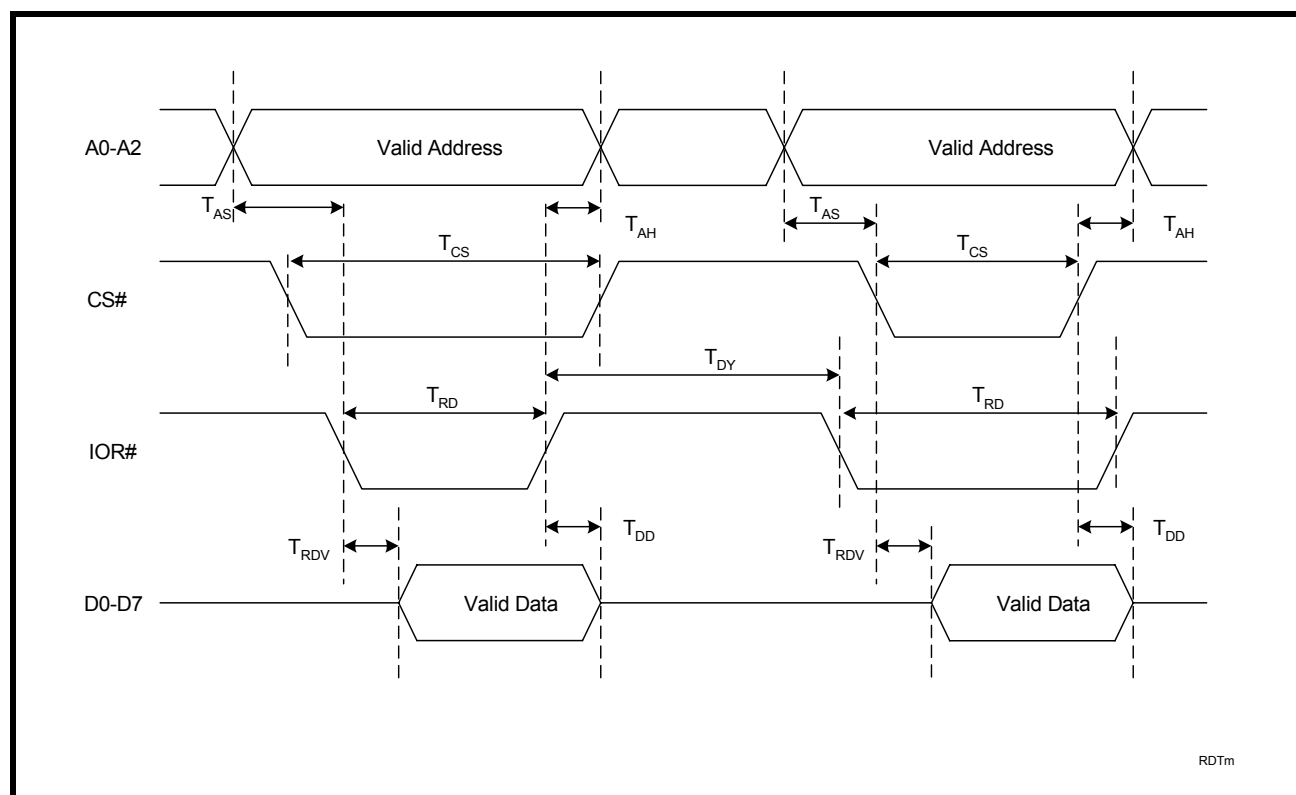 A0-A2
Valid Address
Valid Address
TAS
TAH
TAS
TAH
TCS
TCS
CS#
TDY
TRD
TRD
IOR#
TRDV
TDD
TRDV
TDD
D0-D7
Valid Data
Valid Data
RDTm